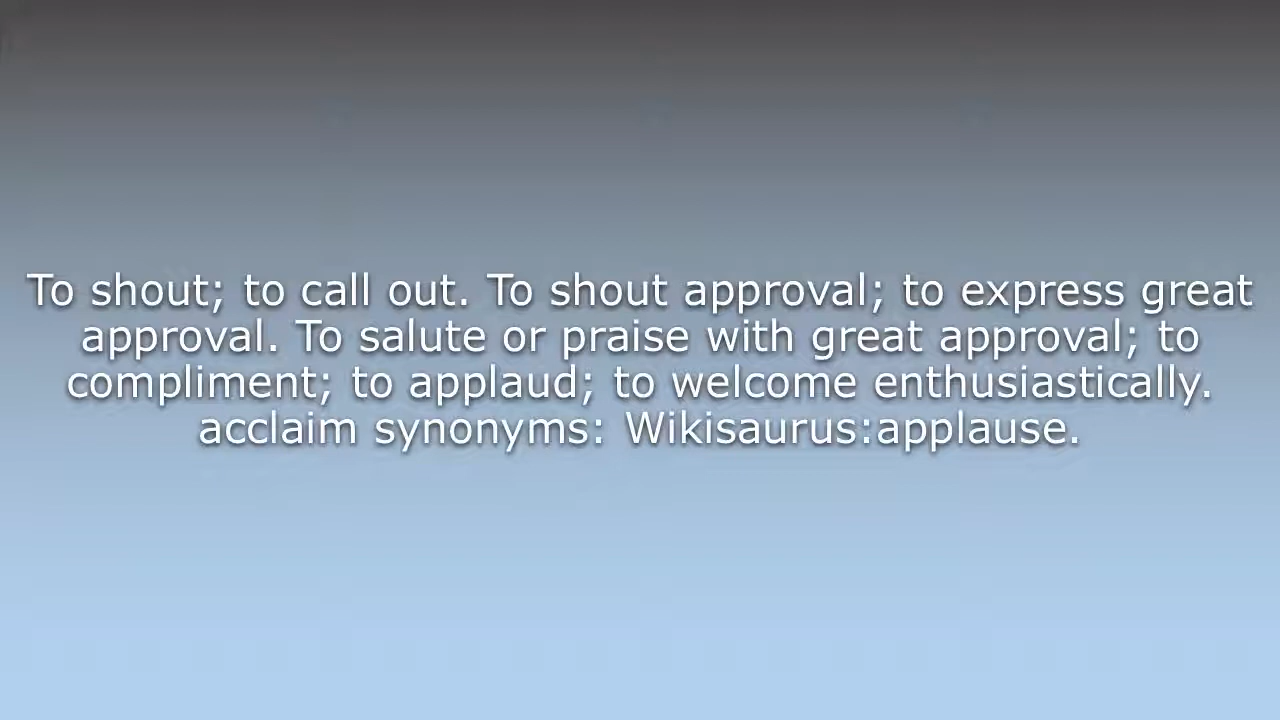 To shout; to call out. To shout approval; to express great
approval. To salute or praise with great approval; to
compliment; to applaud; to welcome enthusiastically.
acclaim synonyms: Wikisaurus:applause.